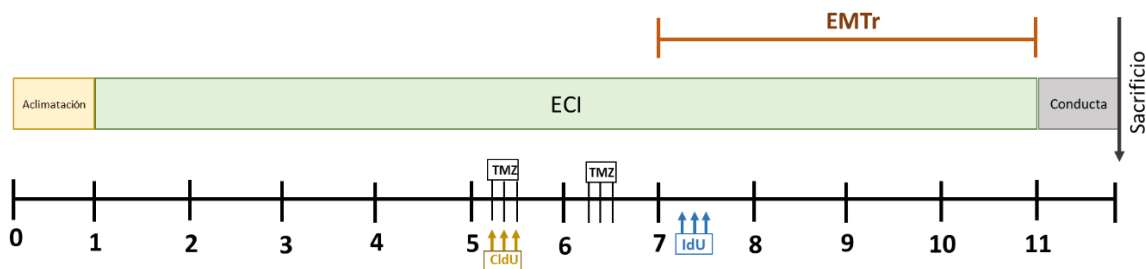 EMTr
Aclimatación
ECI
Conducta
Sacrificio
TMZ
TMZ
0 1 2 3 4 5 6 7 8 9 10 11
CldU
IdU